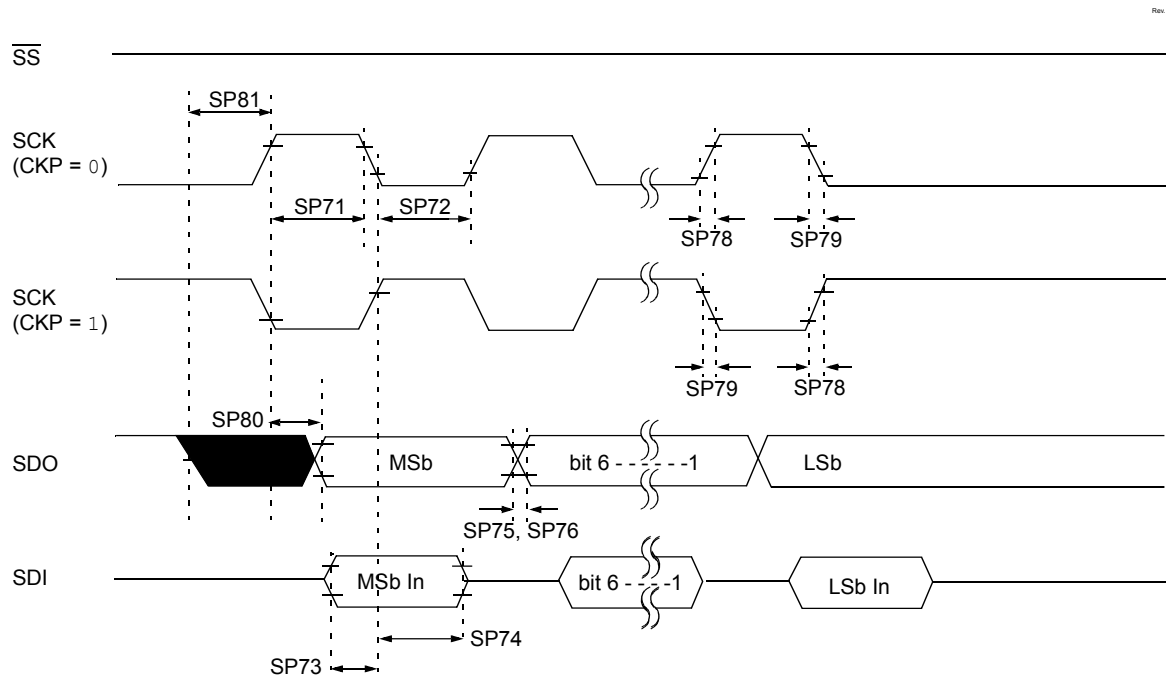 Rev.
SS
SP81
SCK
(CKP = 0)
SP71
SP72
SP78
SP79
SCK
(CKP = 1)
SP79
SP78
SP80
SDO
MSb
bit 6 - - - - - -1
LSb
SP75, SP76
SDI
MSb In
bit 6 - - - -1
LSb In
SP74
SP73